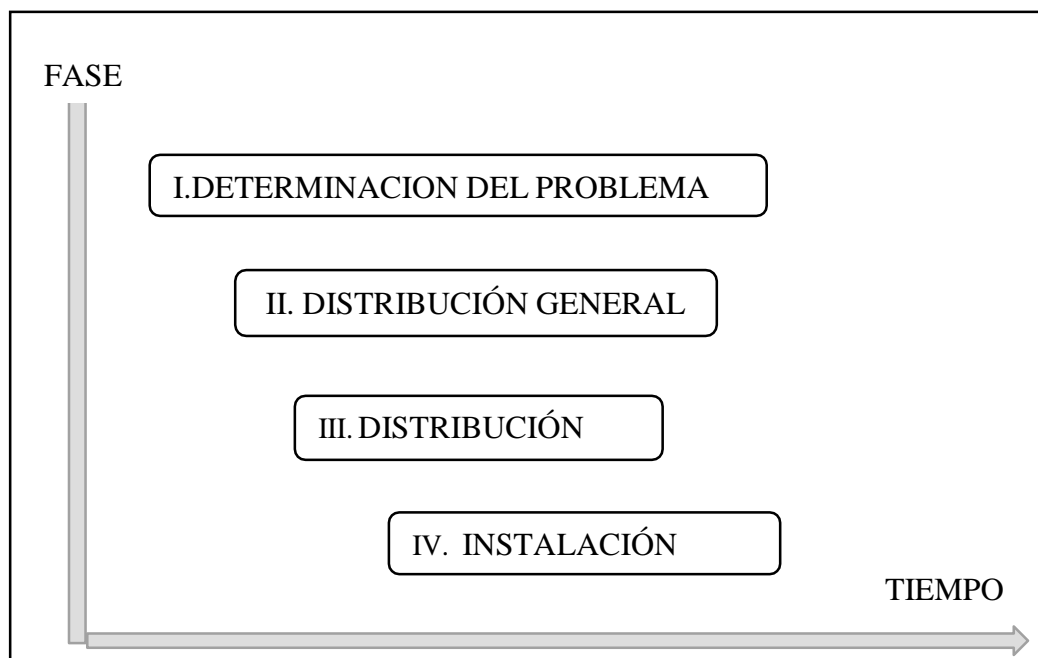 FASE
I.DETERMINACION DEL PROBLEMA
II. DISTRIBUCIÓN GENERAL
III. DISTRIBUCIÓN
IV. INSTALACIÓN
TIEMPO